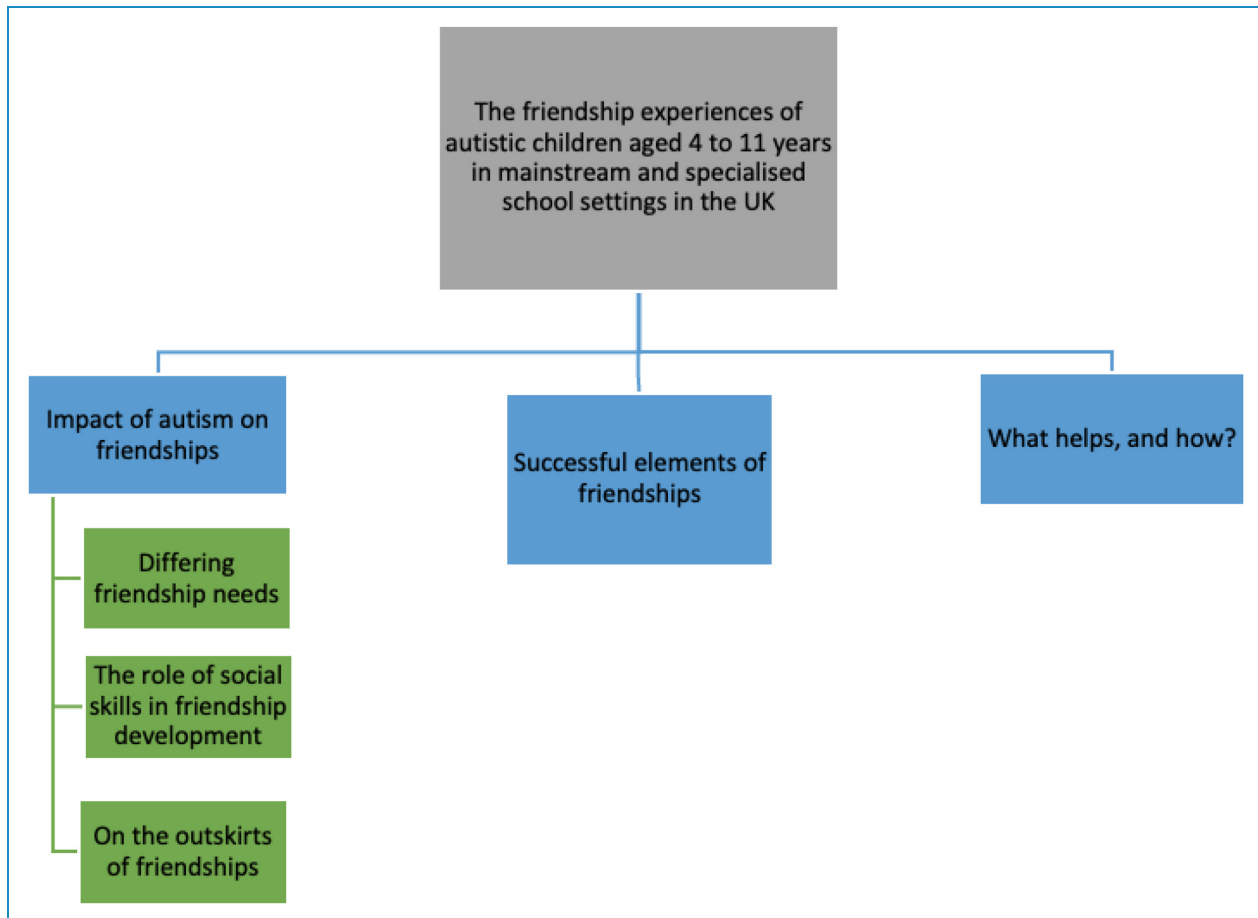 The friendship experiences of
autistic children aged 4 to 11 years
in mainstream and specialised
school settings in the UK
Impact of autism on
friendships
Successful elements of
friendships
What helps, and how?
Differing
friendship needs
The role of social
skills in friendship
development
On the outskirts
of friendships